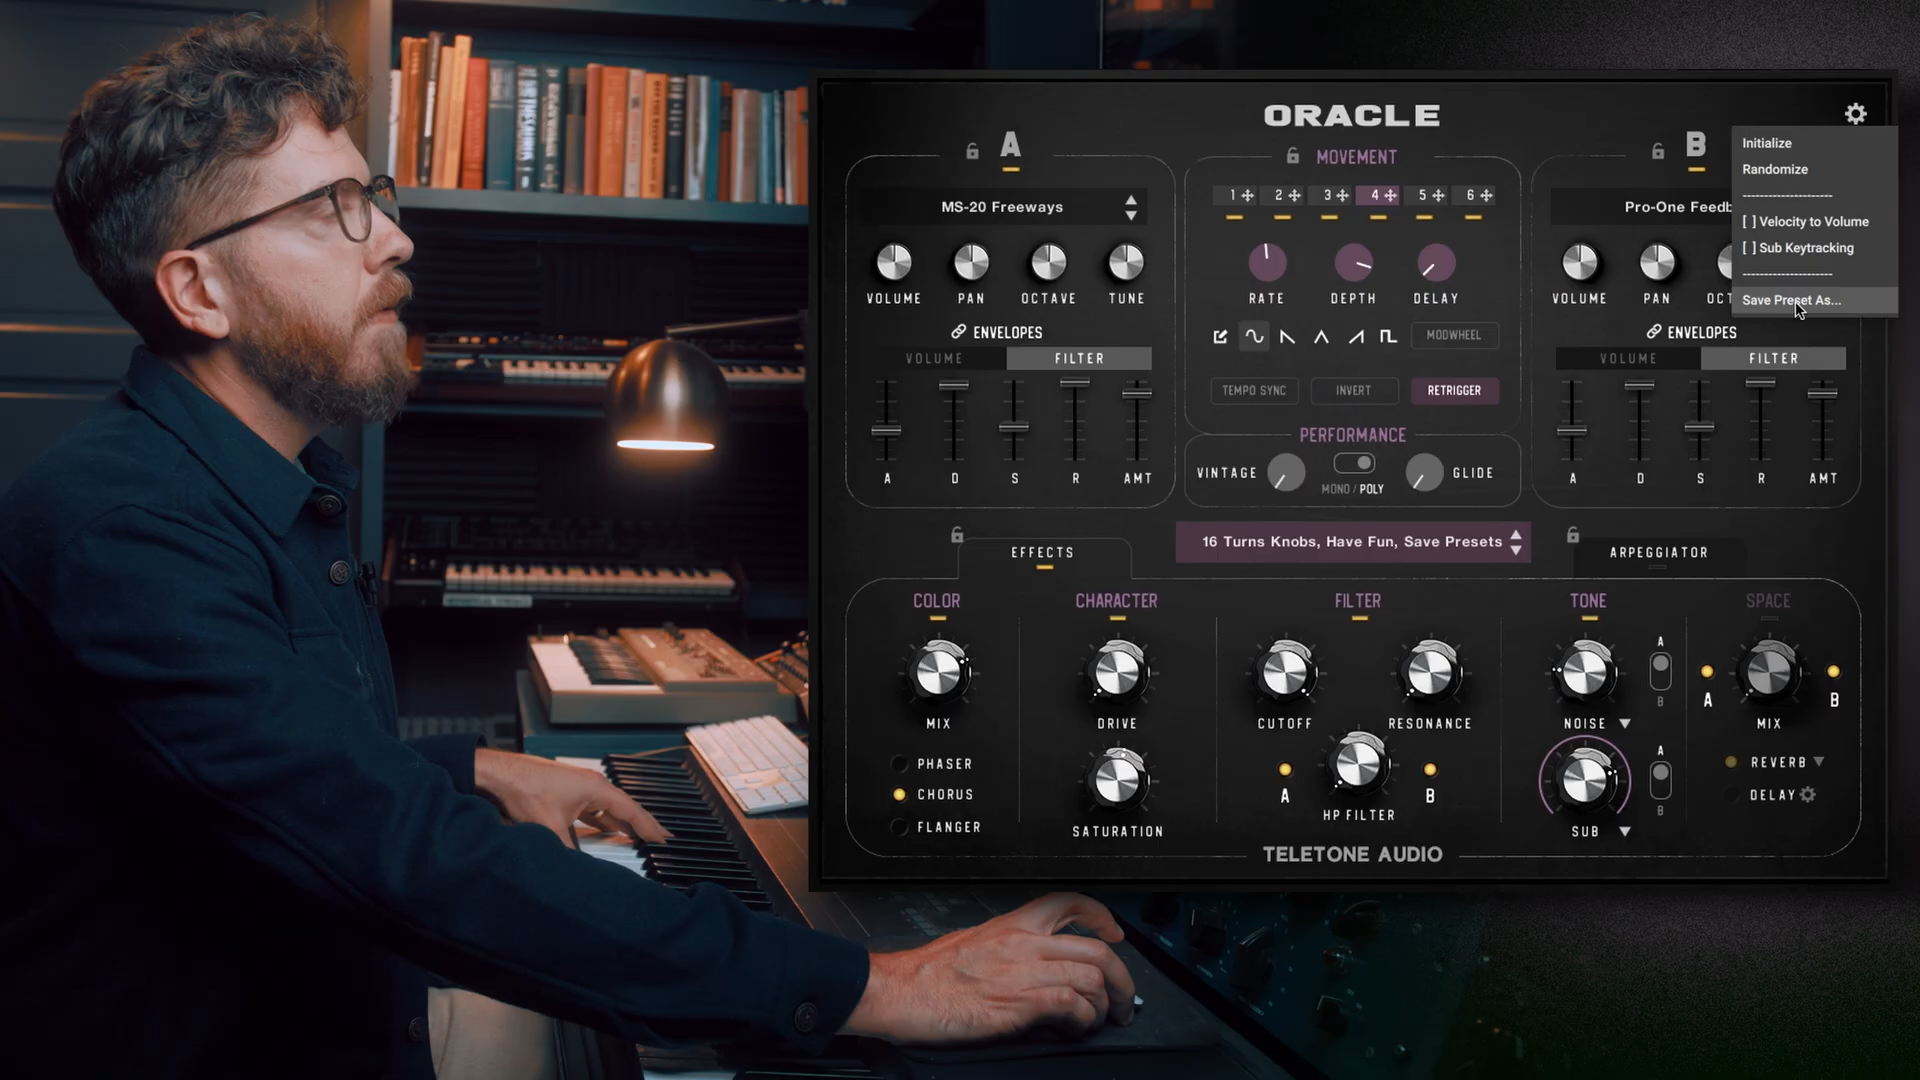 ORACLE
A
MOVEMENT
B
Initialize
Randomize
--------------------
[ ] Velocity to Volume
[ ] Sub Keytracking
--------------------
Save Preset As...
MS-20 Freeways
1 2 3 4 5 6
Pro-One Feedb
VOLUME PAN OCTAVE TUNE
RATE DEPTH DELAY
VOLUME PAN OCT
ENVELOPES
VOLUME FILTER
A D S R AMT
MODWHEEL
TEMPO SYNC INVERT RETRIGGER
ENVELOPES
VOLUME FILTER
A D S R AMT
PERFORMANCE
VINTAGE MONO / POLY GLIDE
16 Turns Knobs, Have Fun, Save Presets
EFFECTS
ARPEGGIATOR
COLOR
MIX
PHASER
CHORUS
FLANGER
CHARACTER
DRIVE
SATURATION
FILTER
CUTOFF RESONANCE
A HP FILTER B
TONE
A
B
NOISE
A
B
SUB
SPACE
A MIX B
REVERB
DELAY
TELETONE AUDIO